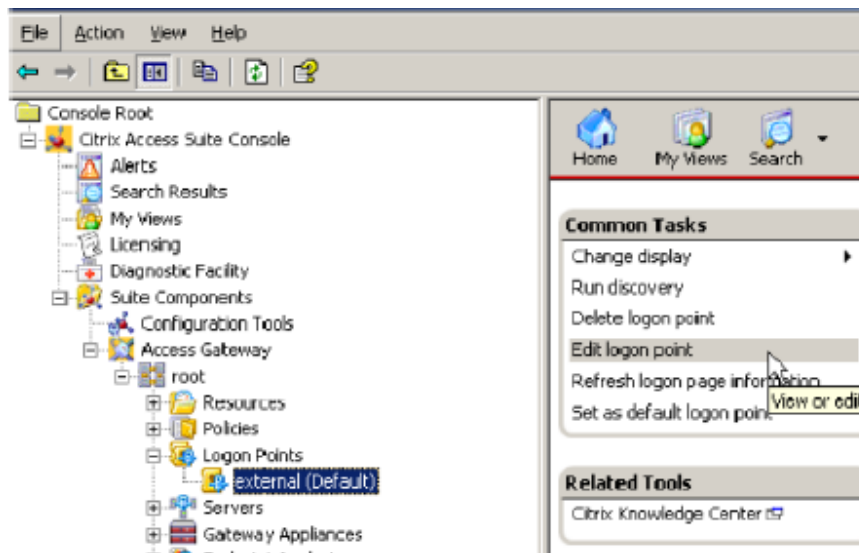 File Action View Help
Console Root
Citrix Access Suite Console
Alerts
Search Results
My Views
Licensing
Diagnostic Facility
Suite Components
Configuration Tools
Access Gateway
root
Resources
Policies
Logon Points
external (Default)
Servers
Gateway Appliances
Home My Views Search
Common Tasks
Change display
Run discovery
Delete logon point
Edit logon point
Refresh logon page information
View or edit
Set as default logon point
Related Tools
Citrix Knowledge Center